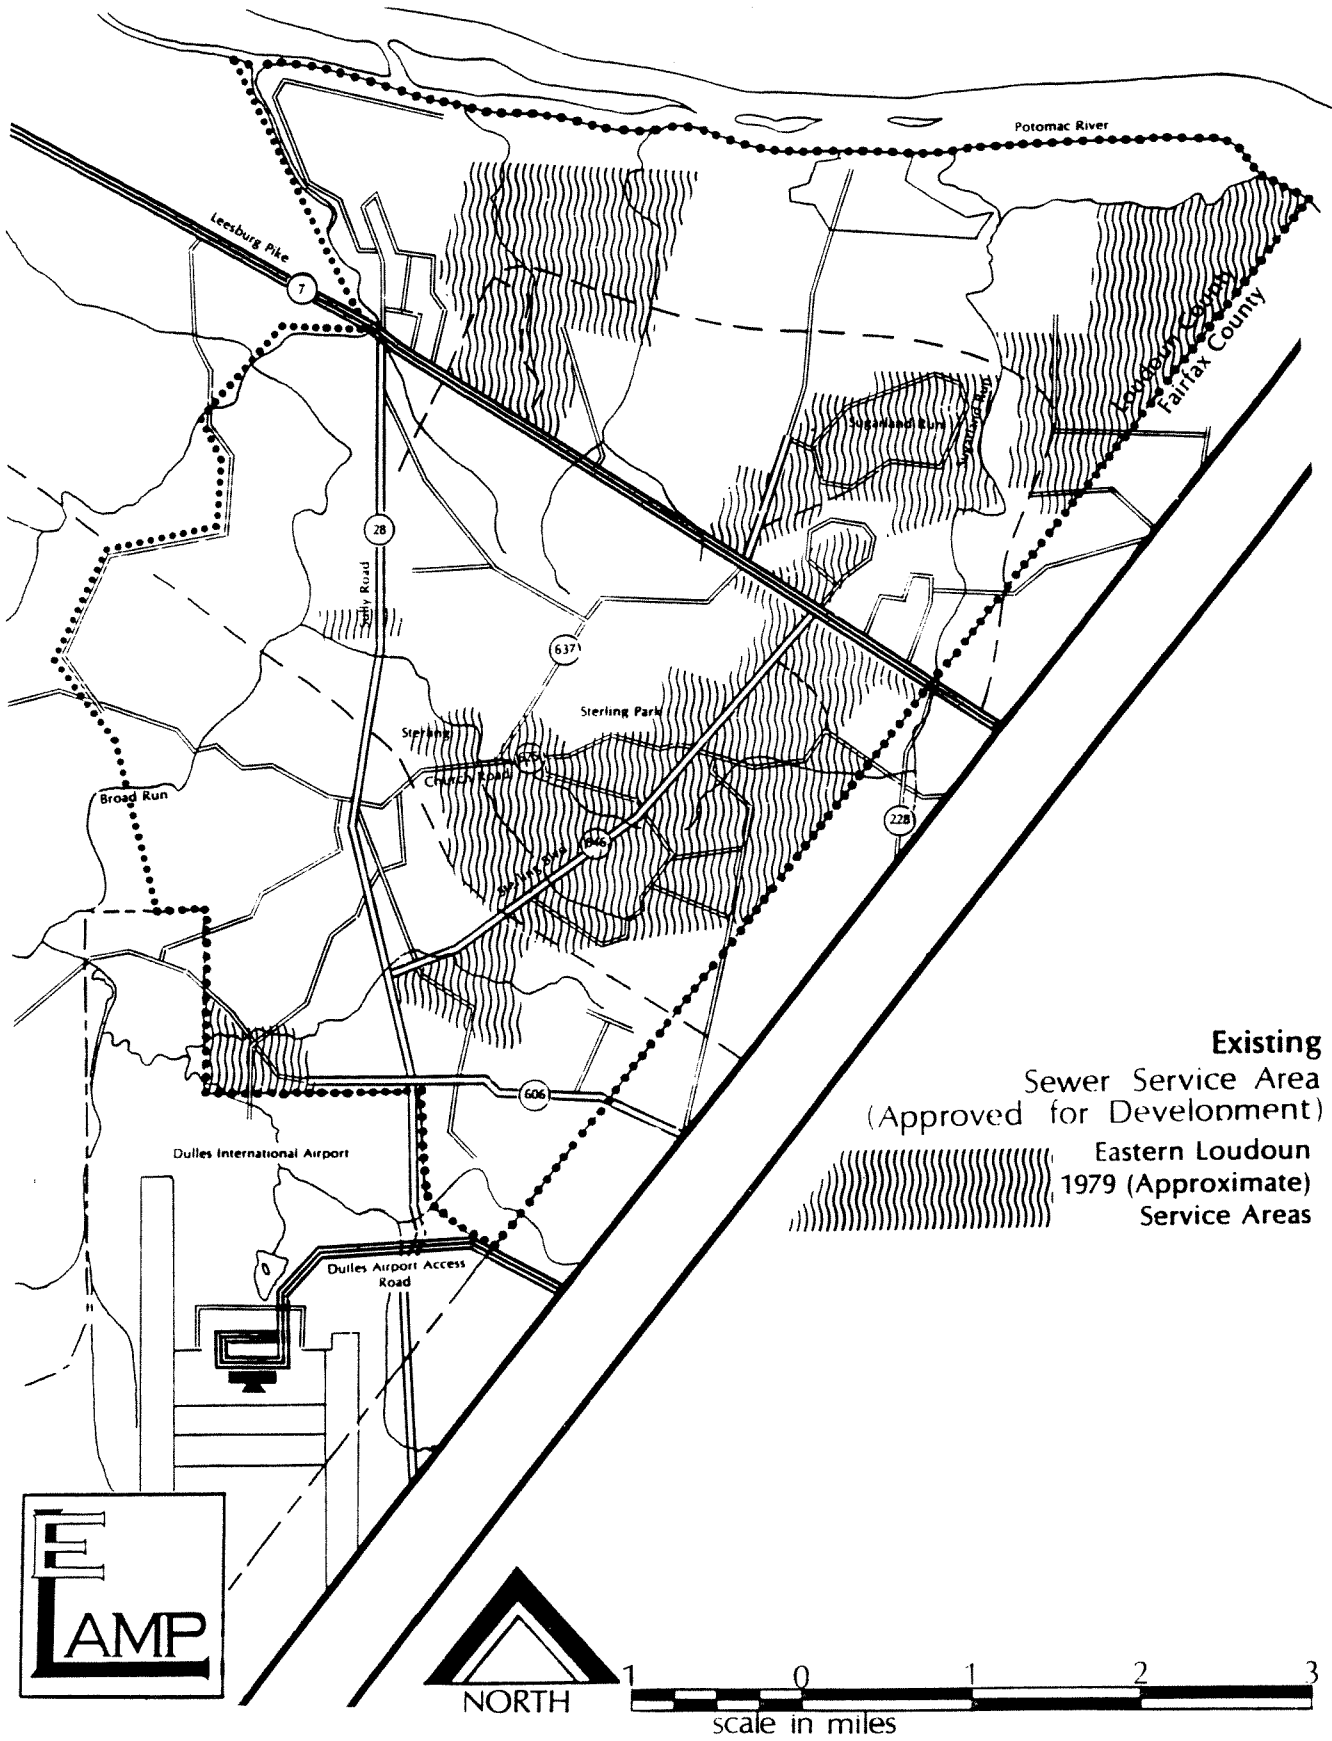 Potomac River
Leesburg Pike
7
Loudoun County
Fairfax County
Sugarland Run
Sugarland Run
28
Sully Road
637
Sterling Park
Sterling
Church Road
Broad Run
228
846
Sterling Blvd
606
Existing
Sewer Service Area
(Approved for Development)
Eastern Loudoun
1979 (Approximate)
Service Areas
Dulles International Airport
Dulles Airport Access
Road
E
LAMP
NORTH
1 0 1 2 3
scale in miles